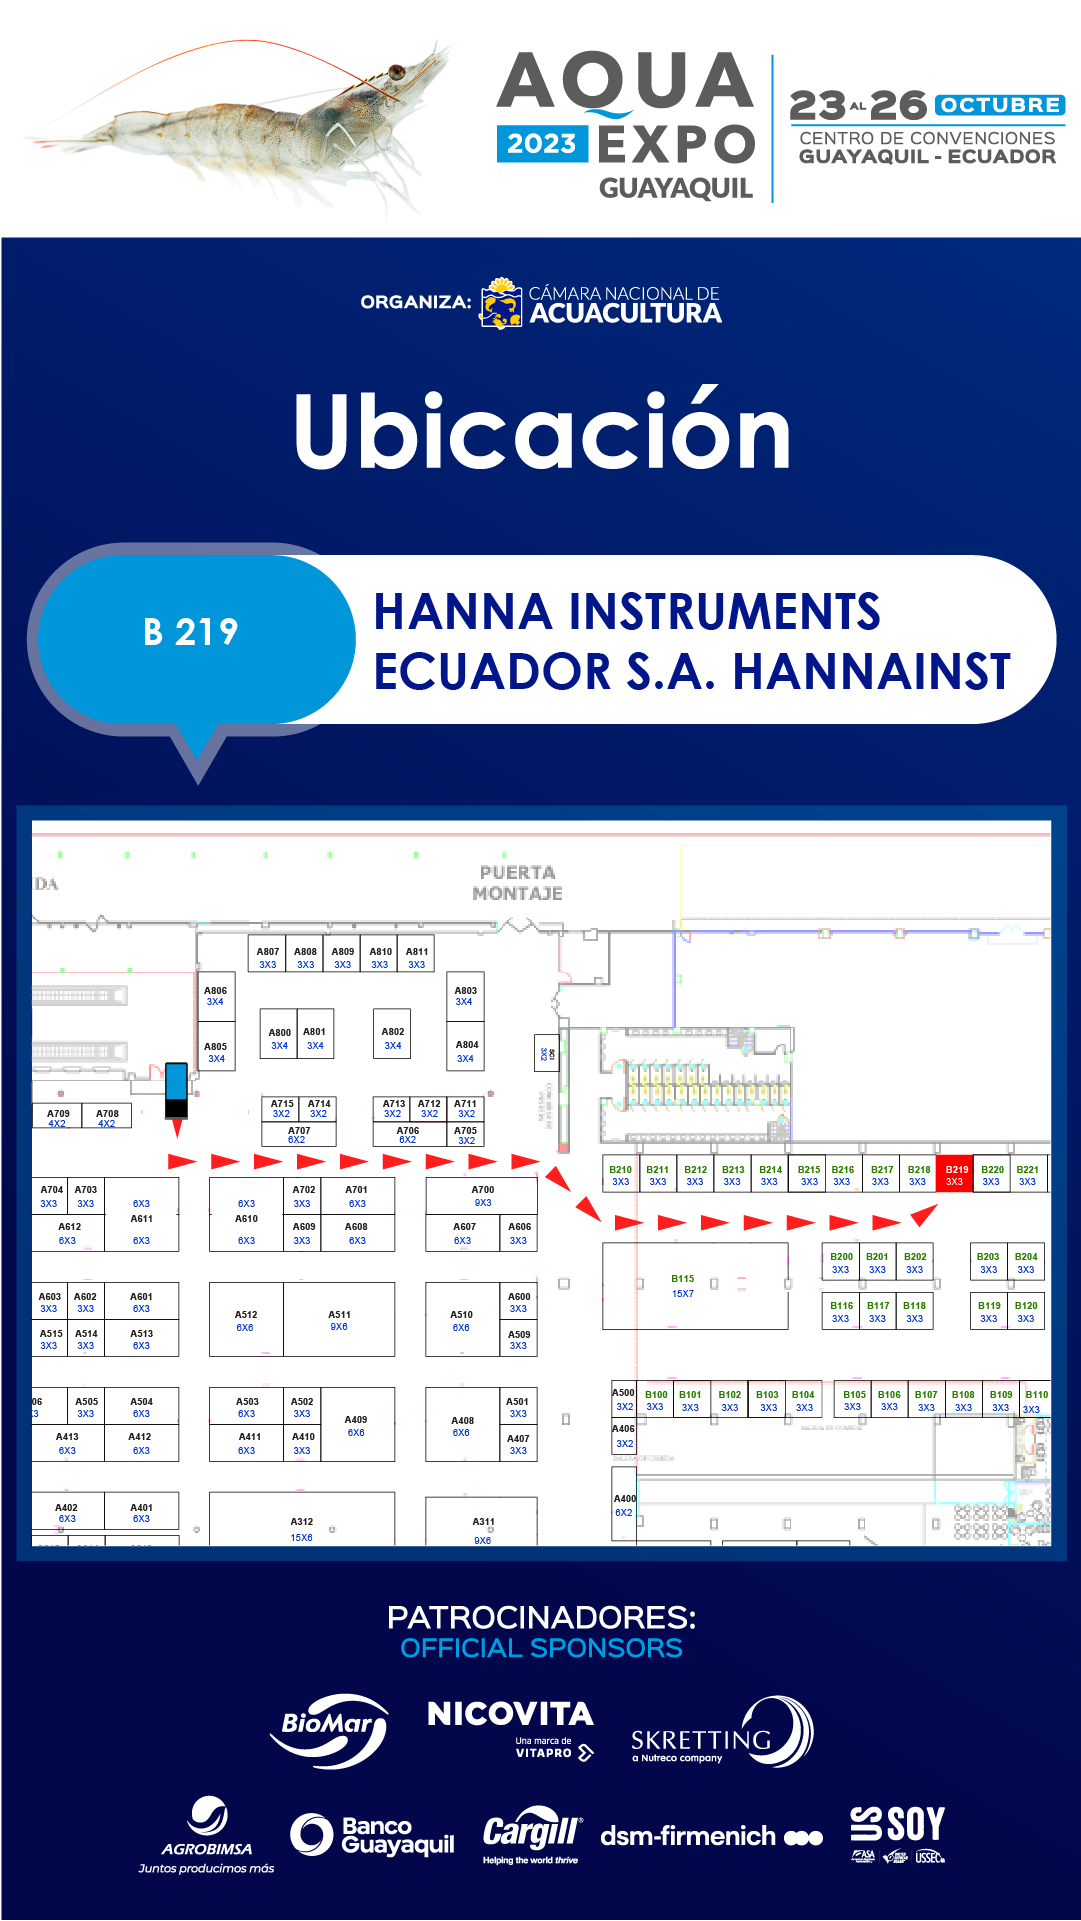 AQUA
2023 EXPO
GUAYAQUIL
23 AL 26 OCTUBRE
CENTRO DE CONVENCIONES
GUAYAQUIL - ECUADOR
ORGANIZA:
CÁMARA NACIONAL DE
ACUACULTURA
Ubicación
B 219
HANNA INSTRUMENTS
ECUADOR S.A. HANNAINST
IDA
PUERTA
MONTAJE
A807 A808 A809 A810 A811
3X3 3X3 3X3 3X3 3X3
A806 A803
3X4 3X4
A800 A801 A802
3X4 3X4 3X4
A805 A804
3X4 3X4
SC1
3X2
A709 A708
4X2 4X2
A715 A714 A713 A712 A711
3X2 3X2 3X2 3X2 3X2
A707 A706 A705
6X2 6X2 3X2
B210 B211 B212 B213 B214 B215 B216 B217 B218 B219 B220 B221
3X3 3X3 3X3 3X3 3X3 3X3 3X3 3X3 3X3 3X3 3X3 3X3
A704 A703 A702 A701 A700
3X3 3X3 6X3 6X3 3X3 6X3 9X3
A612 A611 A610 A609 A608 A607 A606
6X3 6X3 6X3 3X3 6X3 6X3 3X3
B200 B201 B202 B203 B204
3X3 3X3 3X3 3X3 3X3
B115
15X7
A603 A602 A601 A600
3X3 3X3 6X3 3X3
A512 A511 A510
6X6 9X6 6X6
B116 B117 B118 B119 B120
3X3 3X3 3X3 3X3 3X3
A515 A514 A513 A509
3X3 3X3 6X3 3X3
A500 B100 B101 B102 B103 B104 B105 B106 B107 B108 B109 B110
3X2 3X3 3X3 3X3 3X3 3X3 3X3 3X3 3X3 3X3 3X3 3X3
06 A505 A504 A503 A502 A501
X3 3X3 6X3 6X3 3X3 3X3
A409 A408
6X6 6X6
A406
3X2
A413 A412 A411 A410 A407
6X3 6X3 6X3 3X3 3X3
A400
6X2
A402 A401
6X3 6X3
A312 A311
15X6 9X6
PATROCINADORES:
OFFICIAL SPONSORS
BioMar
NICOVITA
Una marca de
VITAPRO
SKRETTING
a Nutreco company
AGROBIMSA
Juntos producimos más
Banco
Guayaquil
Cargill®
Helping the world thrive
dsm-firmenich
US SOY
ASA
USSEC